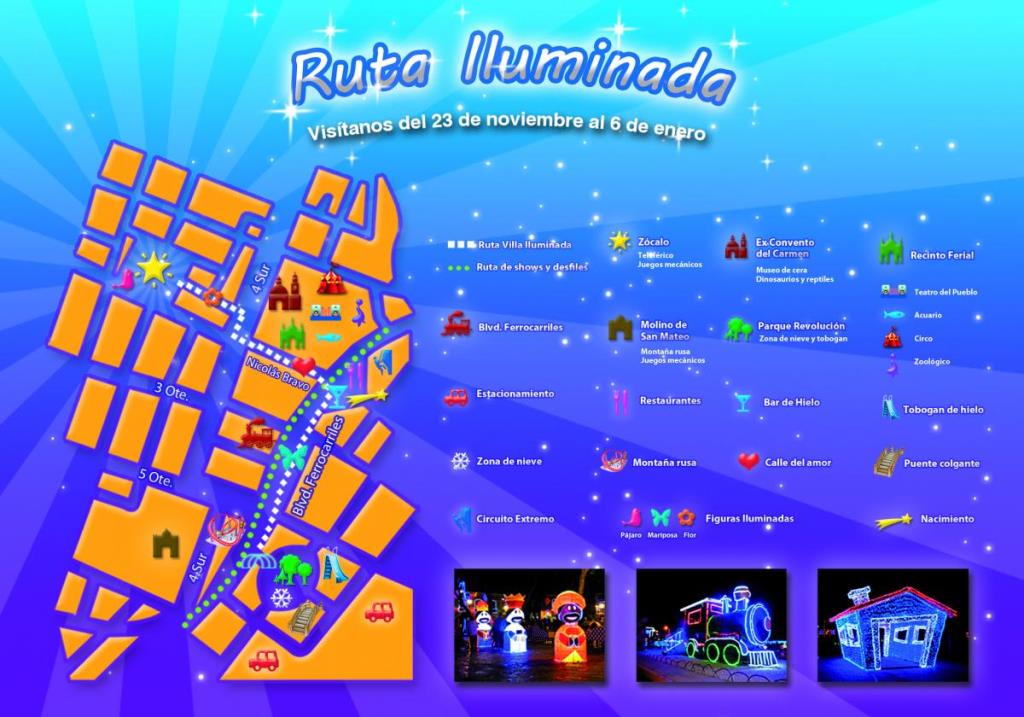 Ruta Iluminada
Visítanos del 23 de noviembre al 6 de enero
4 Sur
Nicolás Bravo
3 Ote.
5 Ote.
Blvd. Ferrocarriles
4 Sur
Ruta Villa Iluminada
Ruta de shows y desfiles
Zócalo
Teleférico
Juegos mecánicos
Ex Convento
del Carmen
Museo de cera
Dinosaurios y reptiles
Recinto Ferial
Teatro del Pueblo
Acuario
Circo
Zoológico
Blvd. Ferrocarriles
Molino de
San Mateo
Montaña rusa
Juegos mecánicos
Parque Revolución
Zona de nieve y tobogan
Estacionamiento
Restaurantes
Bar de Hielo
Tobogan de hielo
Zona de nieve
Montaña rusa
Calle del amor
Puente colgante
Circuito Extremo
Pájaro Mariposa Flor
Figuras Iluminadas
Nacimiento